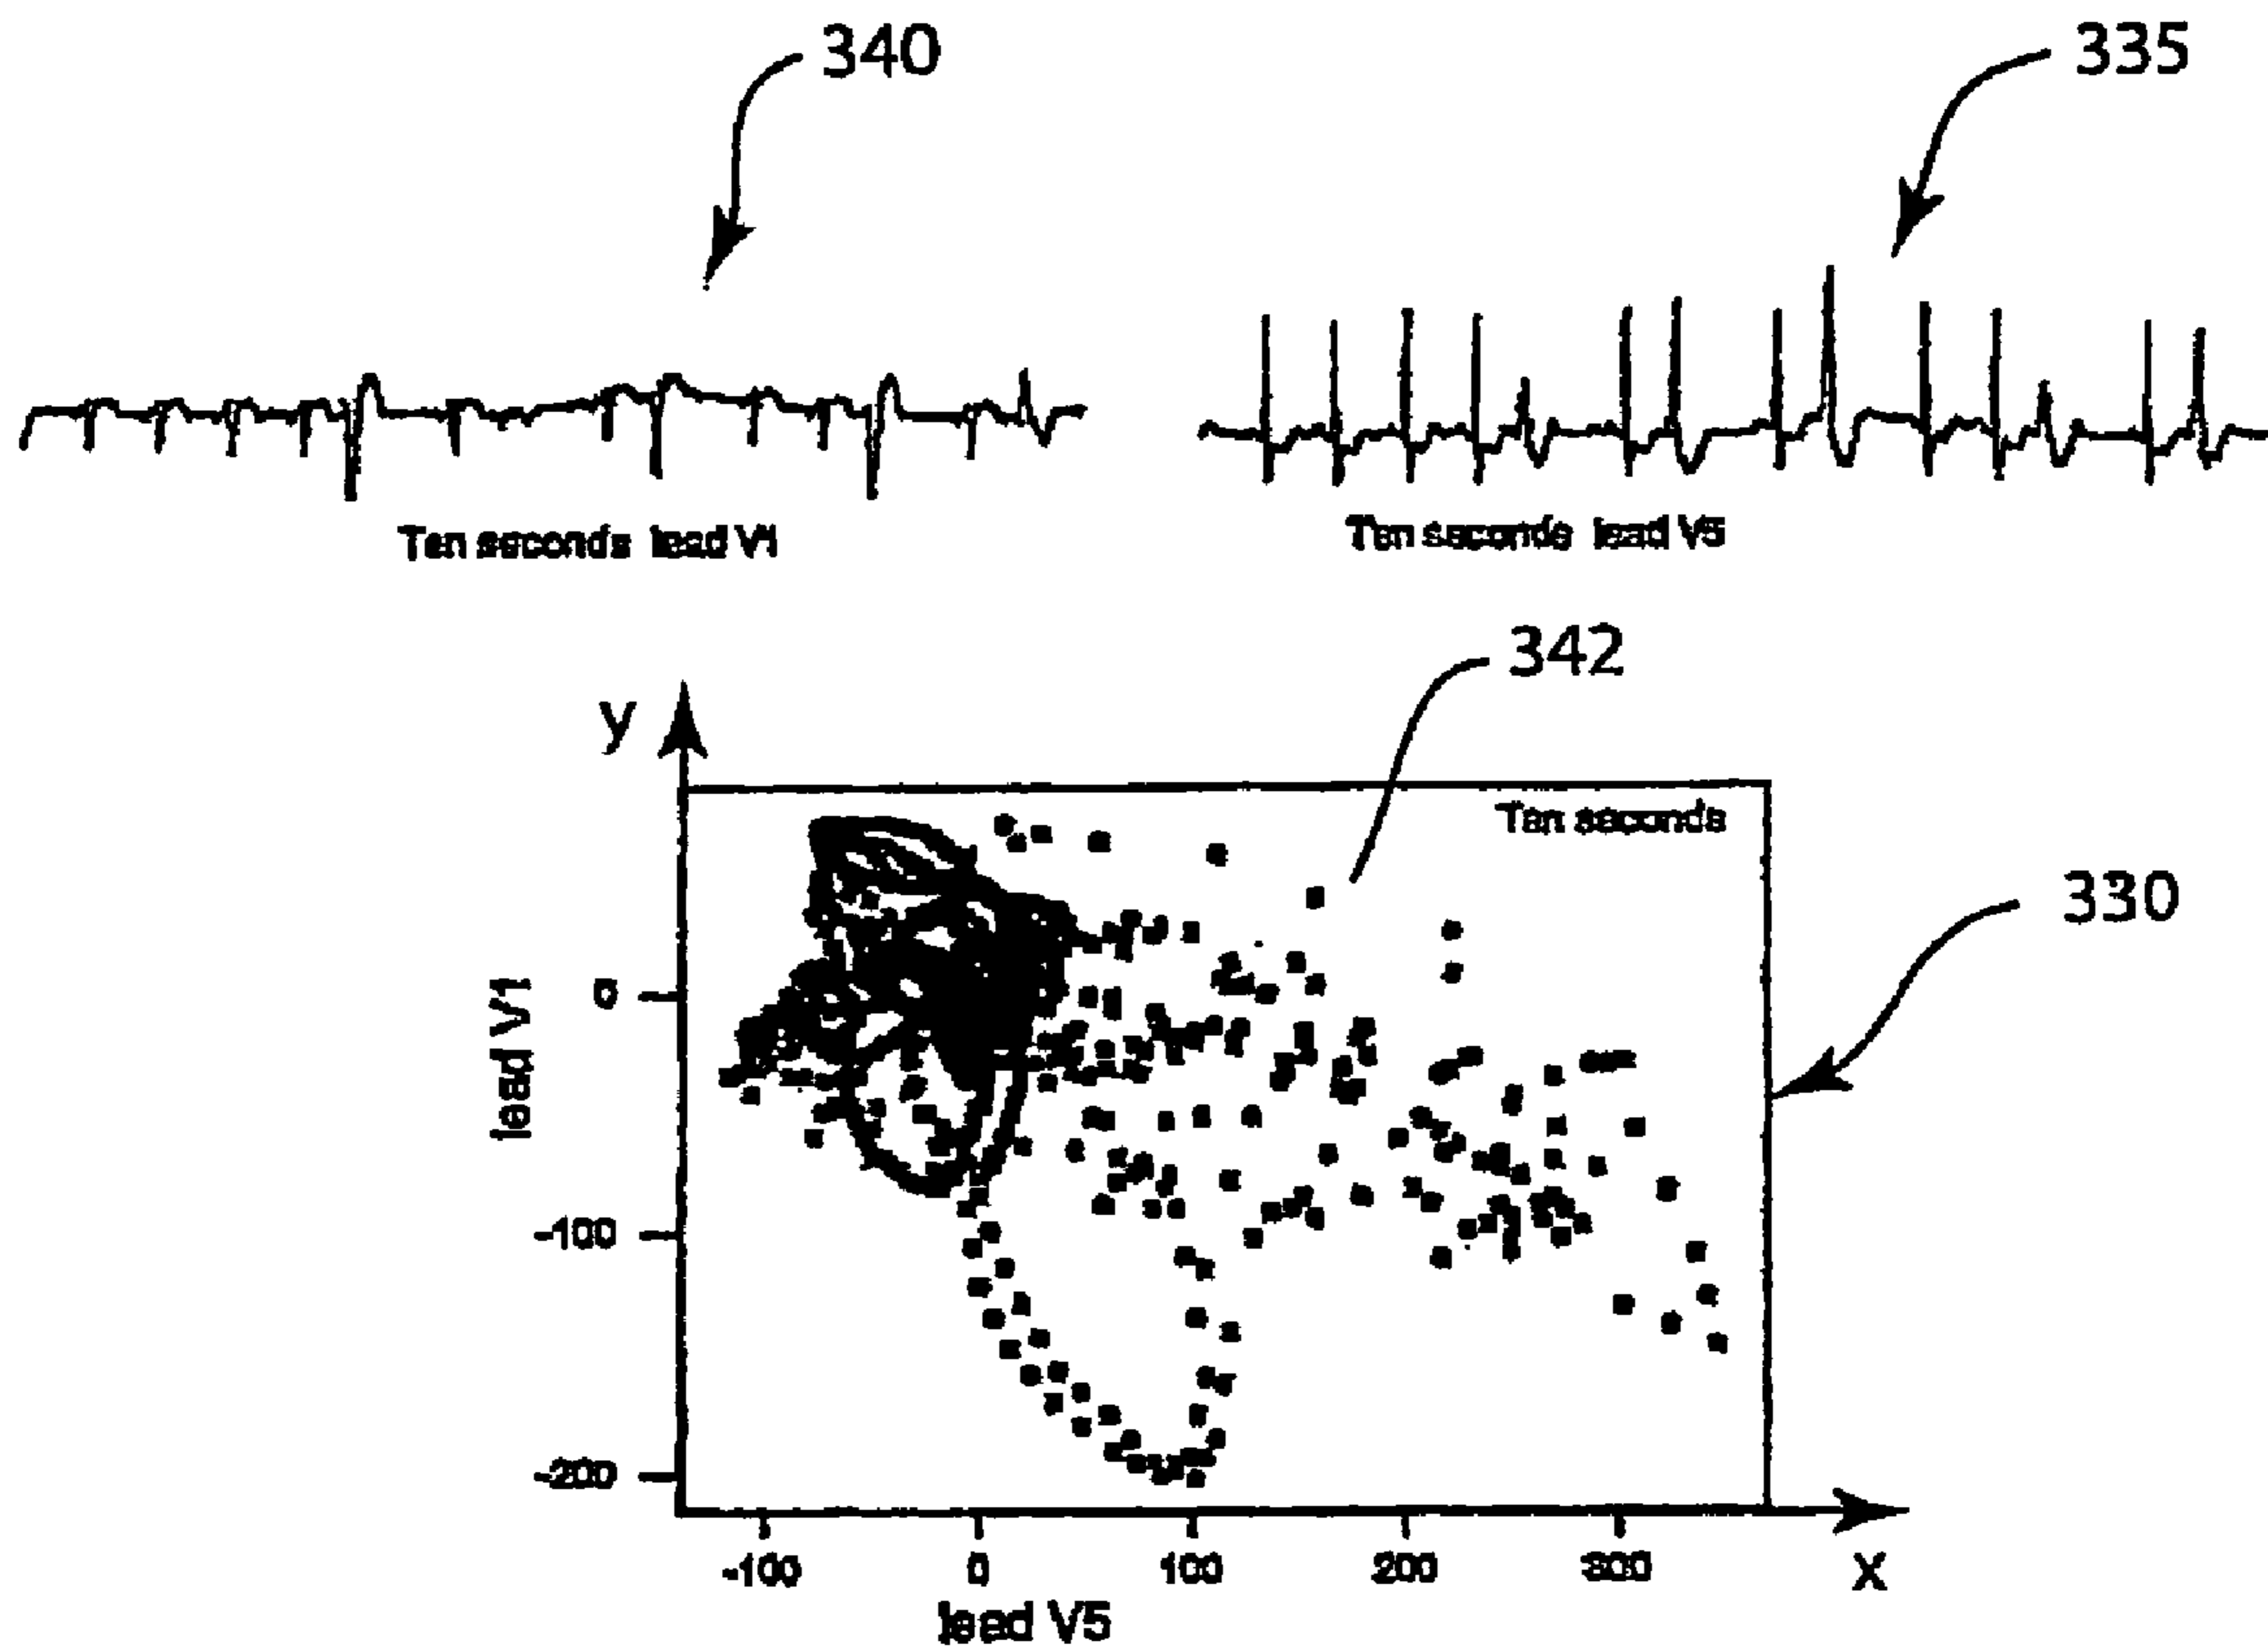 340
335
Ten seconds lead V1
Ten seconds lead V5
342
y
Ten seconds
330
lead V1
0
-100
-200
-100
0
100
200
300
x
lead V5